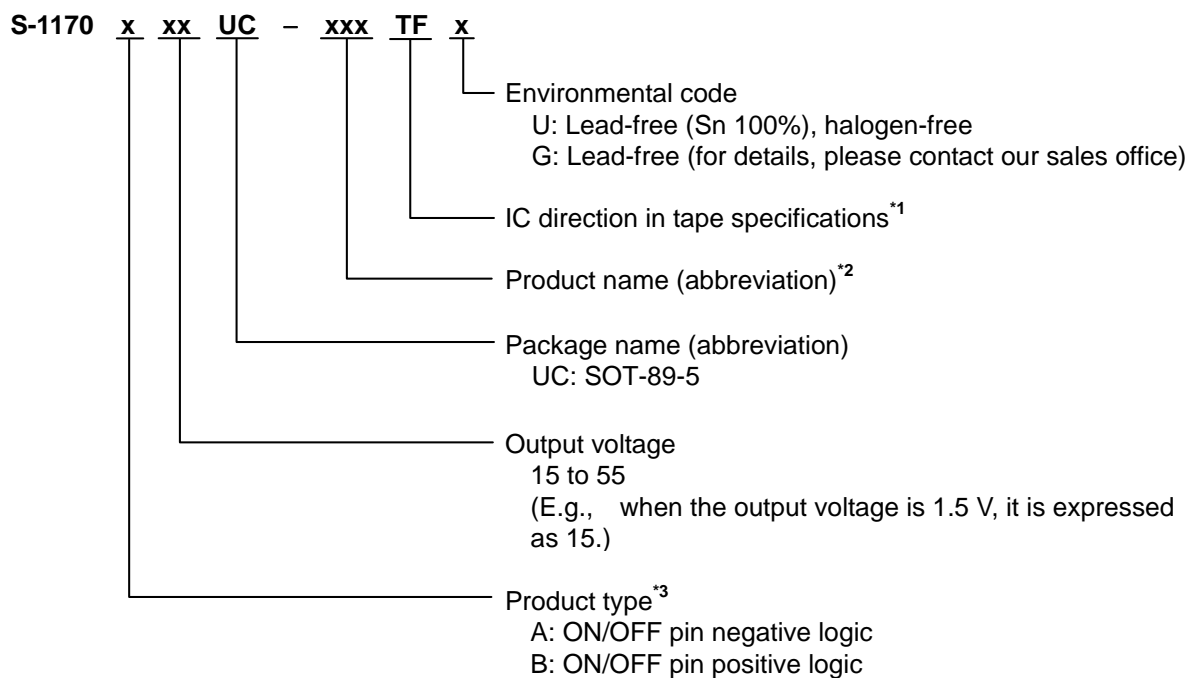 S-1170 x xx UC – xxx TF x
Environmental code
U: Lead-free (Sn 100%), halogen-free
G: Lead-free (for details, please contact our sales office)
IC direction in tape specifications*1
Product name (abbreviation)*2
Package name (abbreviation)
UC: SOT-89-5
Output voltage
15 to 55
(E.g., when the output voltage is 1.5 V, it is expressed
as 15.)
Product type*3
A: ON/OFF pin negative logic
B: ON/OFF pin positive logic